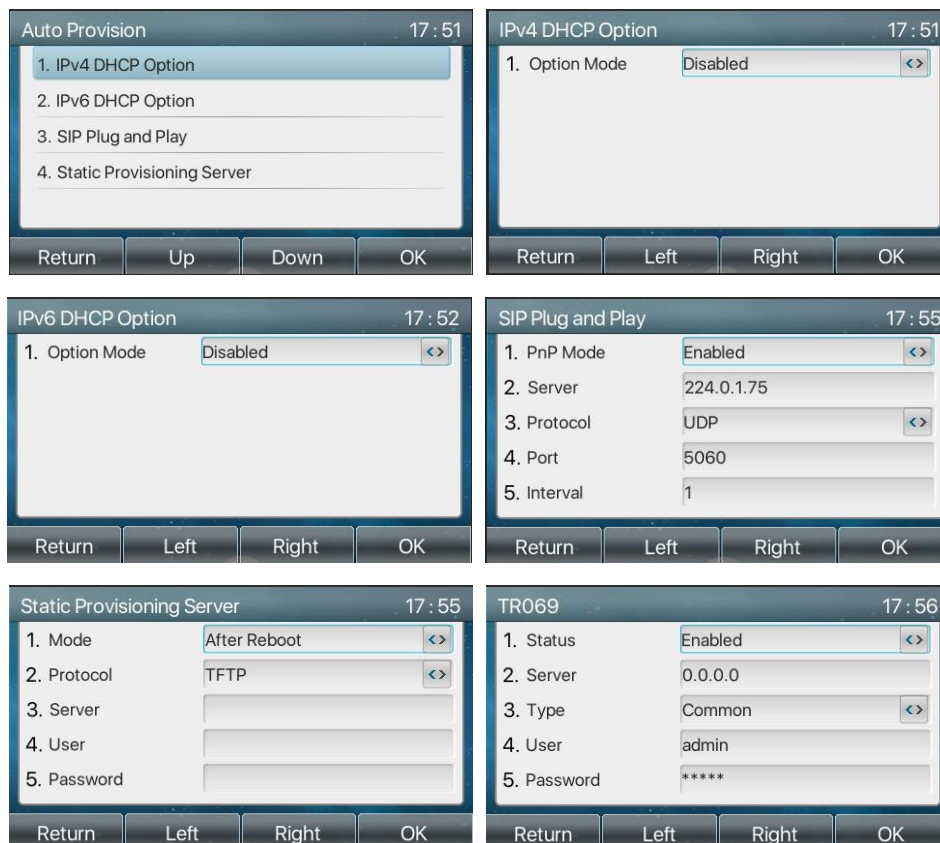 Auto Provision 17 : 51
1. IPv4 DHCP Option
2. IPv6 DHCP Option
3. SIP Plug and Play
4. Static Provisioning Server
Return Up Down OK
IPv4 DHCP Option 17 : 51
1. Option Mode Disabled <>
Return Left Right OK
IPv6 DHCP Option 17 : 52
1. Option Mode Disabled <>
Return Left Right OK
SIP Plug and Play 17 : 55
1. PnP Mode Enabled <>
2. Server 224.0.1.75
3. Protocol UDP <>
4. Port 5060
5. Interval 1
Return Left Right OK
Static Provisioning Server 17 : 55
1. Mode After Reboot <>
2. Protocol TFTP <>
3. Server
4. User
5. Password
Return Left Right OK
TR069 17 : 56
1. Status Enabled <>
2. Server 0.0.0.0
3. Type Common <>
4. User admin
5. Password *****
Return Left Right OK